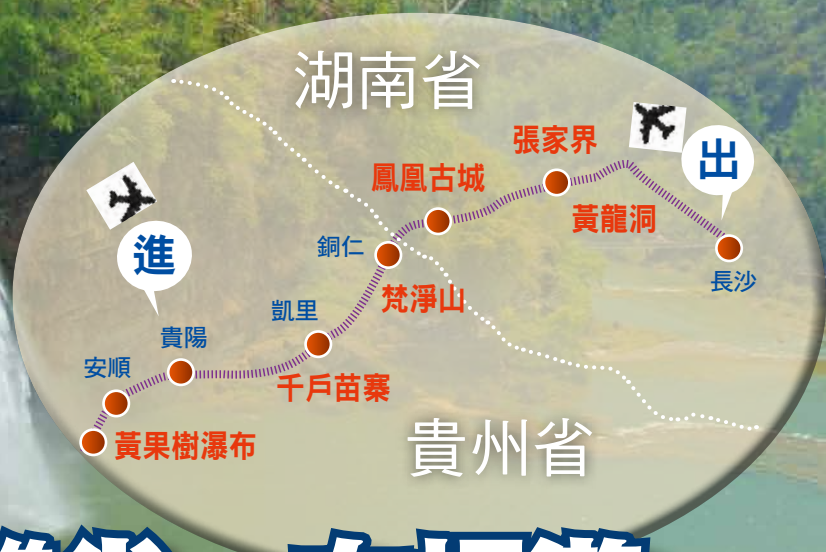 湖南省
張家界
出
鳳凰古城
黃龍洞
進
銅仁
長沙
梵淨山
凱里
貴陽
安順
千戶苗寨
黃果樹瀑布
貴州省